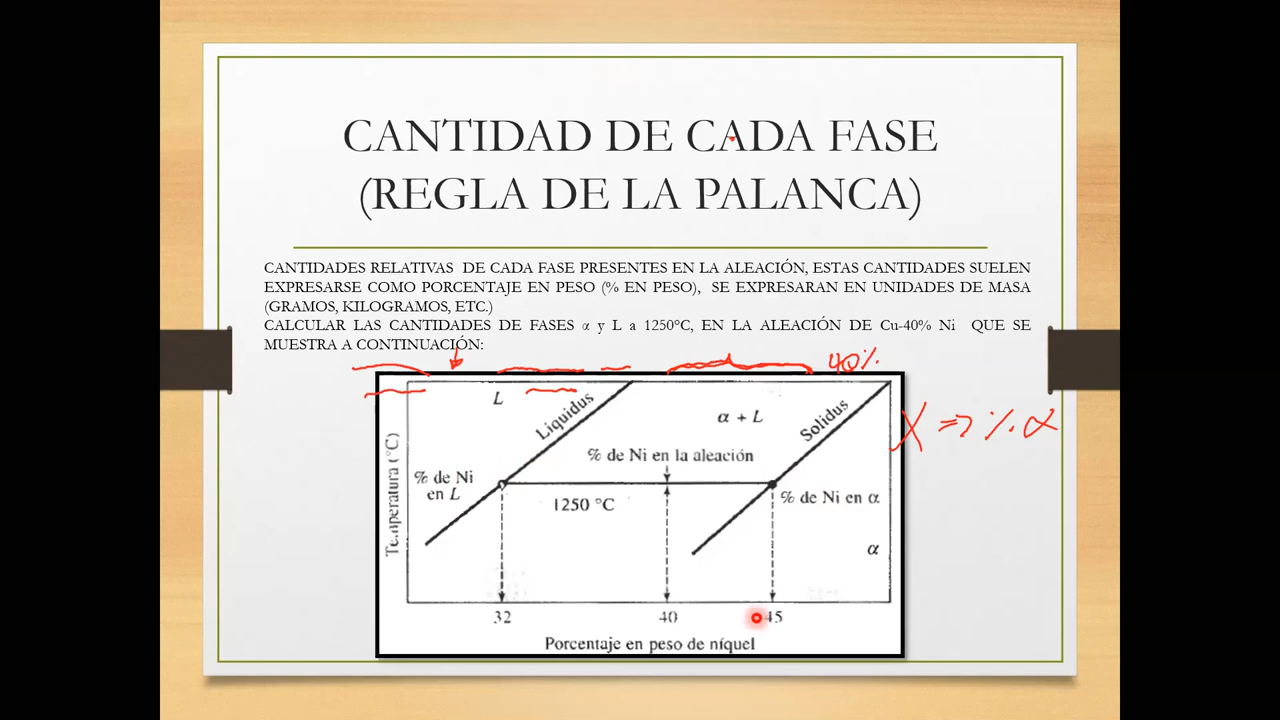 CANTIDAD DE CADA FASE
(REGLA DE LA PALANCA)
CANTIDADES RELATIVAS DE CADA FASE PRESENTES EN LA ALEACIÓN, ESTAS CANTIDADES SUELEN
EXPRESARSE COMO PORCENTAJE EN PESO (% EN PESO), SE EXPRESARAN EN UNIDADES DE MASA
(GRAMOS, KILOGRAMOS, ETC.)
CALCULAR LAS CANTIDADES DE FASES α y L a 1250°C, EN LA ALEACIÓN DE Cu-40% Ni QUE SE
MUESTRA A CONTINUACIÓN:
40%
X => % α
L
Liquidus
α + L
Solidus
% de Ni en la aleación
% de Ni
en L
1250 °C
% de Ni en α
α
Temperatura (°C)
32 40 45
Porcentaje en peso de níquel